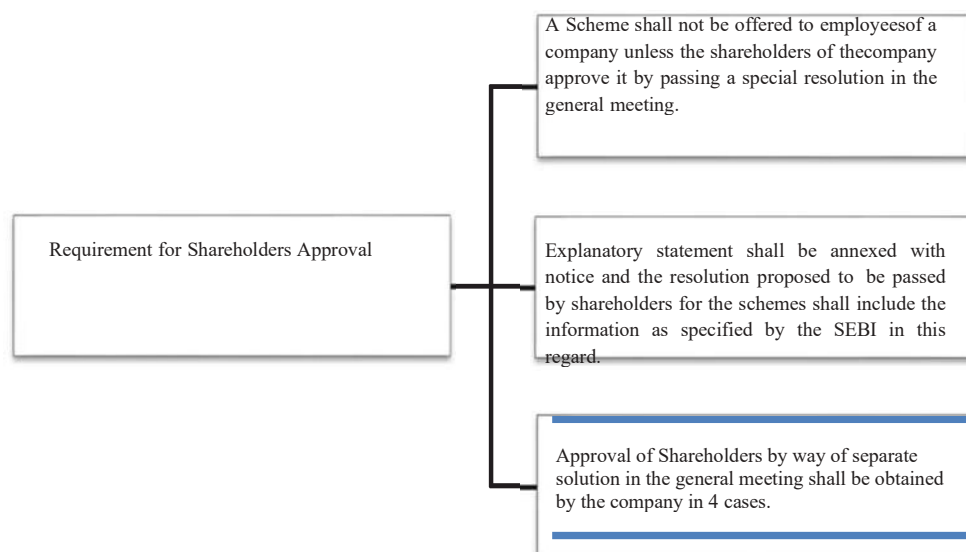 A Scheme shall not be offered to employeesof a
company unless the shareholders of thecompany
approve it by passing a special resolution in the
general meeting.
Requirement for Shareholders Approval
Explanatory statement shall be annexed with
notice and the resolution proposed to be passed
by shareholders for the schemes shall include the
information as specified by the SEBI in this
regard.
Approval of Shareholders by way of separate
solution in the general meeting shall be obtained
by the company in 4 cases.